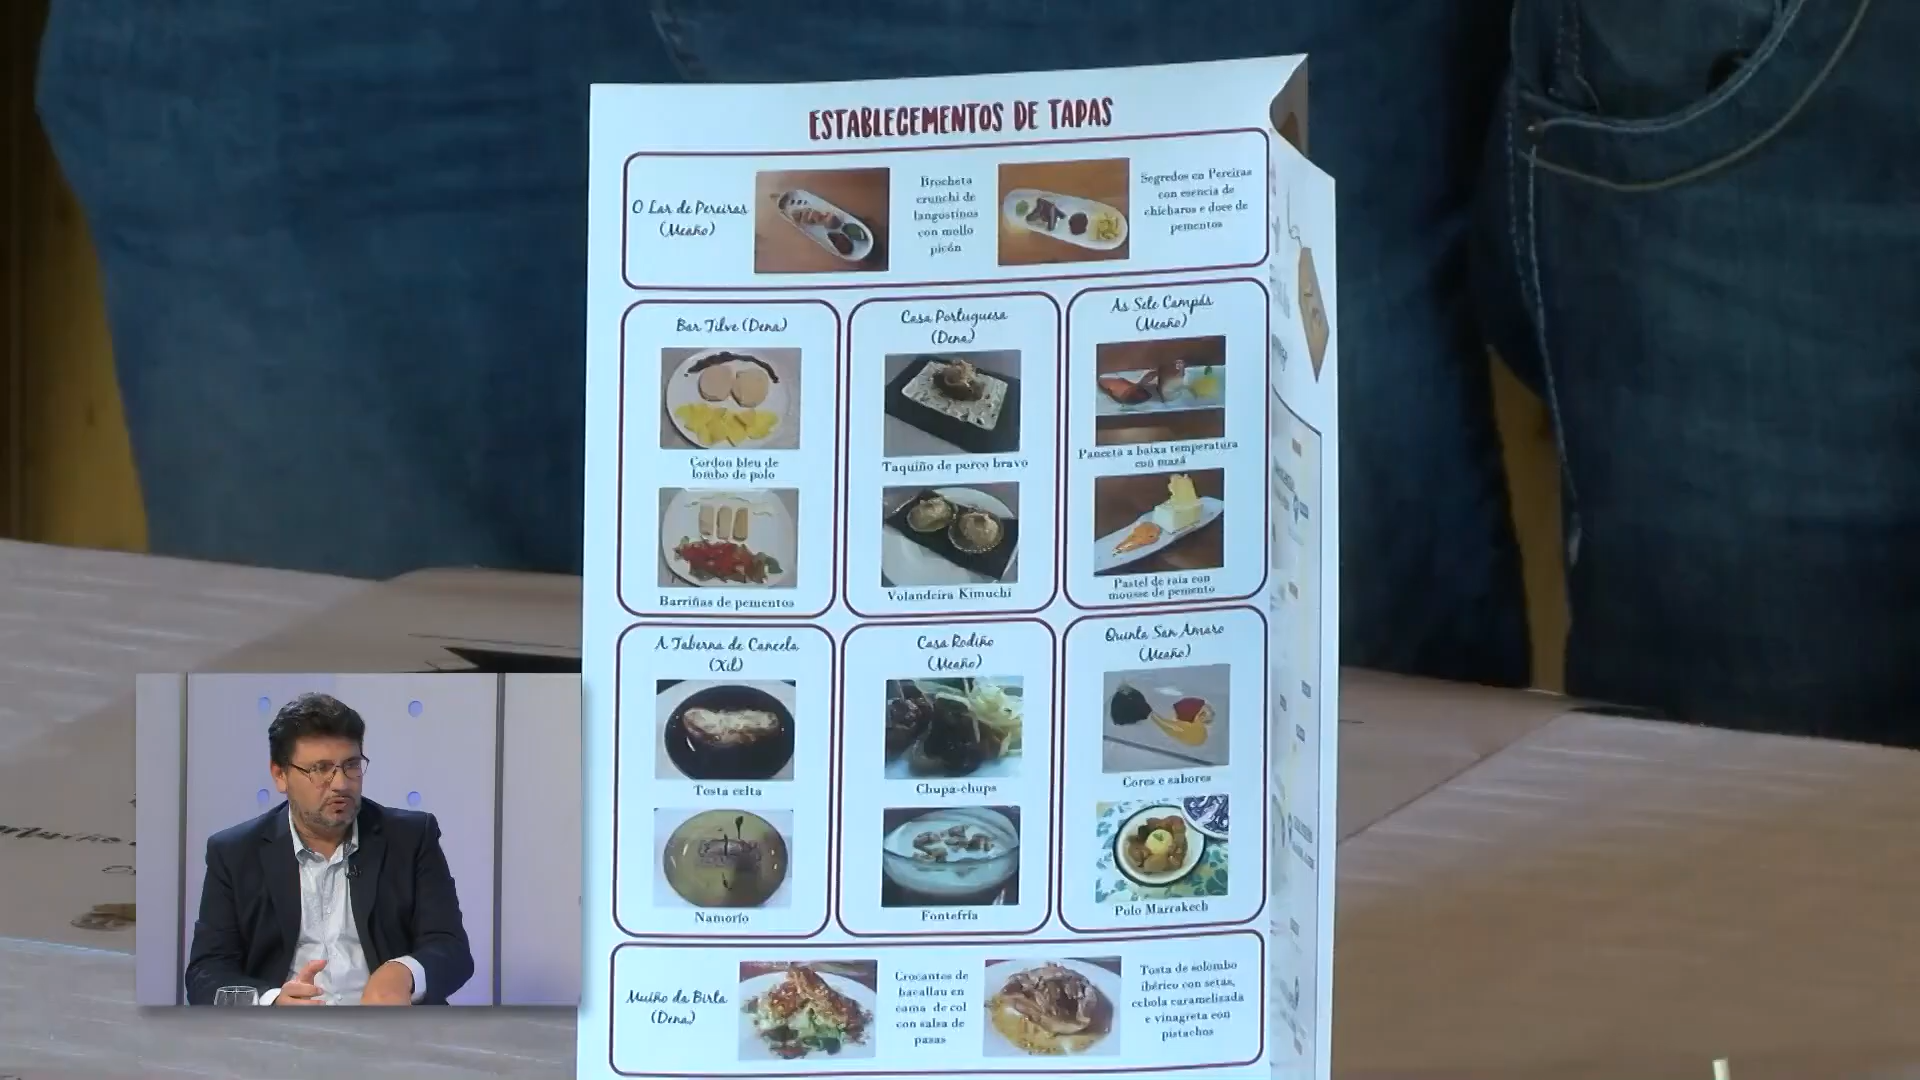 ESTABLECEMENTOS DE TAPAS
O Lar de Pereiras
(Meaño)
Brocheta
crunchi de
langostinos
con mollo
picón
Segredos en Pereiras
con esencia de
chícharos e doce de
pementos
Bar Tilve (Dena)
Cordon bleu de
lombo de polo
Barriñas de pementos
Casa Portuguesa
(Dena)
Taquiño de porco bravo
Volandeira Kimuchi
As Sete Campás
(Meaño)
Panceta a baixa temperatura
con mazá
Pastel de raia con
mousse de pemento
A Taberna de Cancela
(Xil)
Tosta celta
Namorío
Casa Rodiño
(Meaño)
Chupa-chups
Fontefría
Quinta San Amaro
(Meaño)
Cores e sabores
Polo Marrakech
Muíño da Birta
(Dena)
Crocantes de
bacallau en
cama de col
con salsa de
pasas
Tosta de solombo
ibérico con setas,
cebola caramelizada
e vinagreta con
pistachos